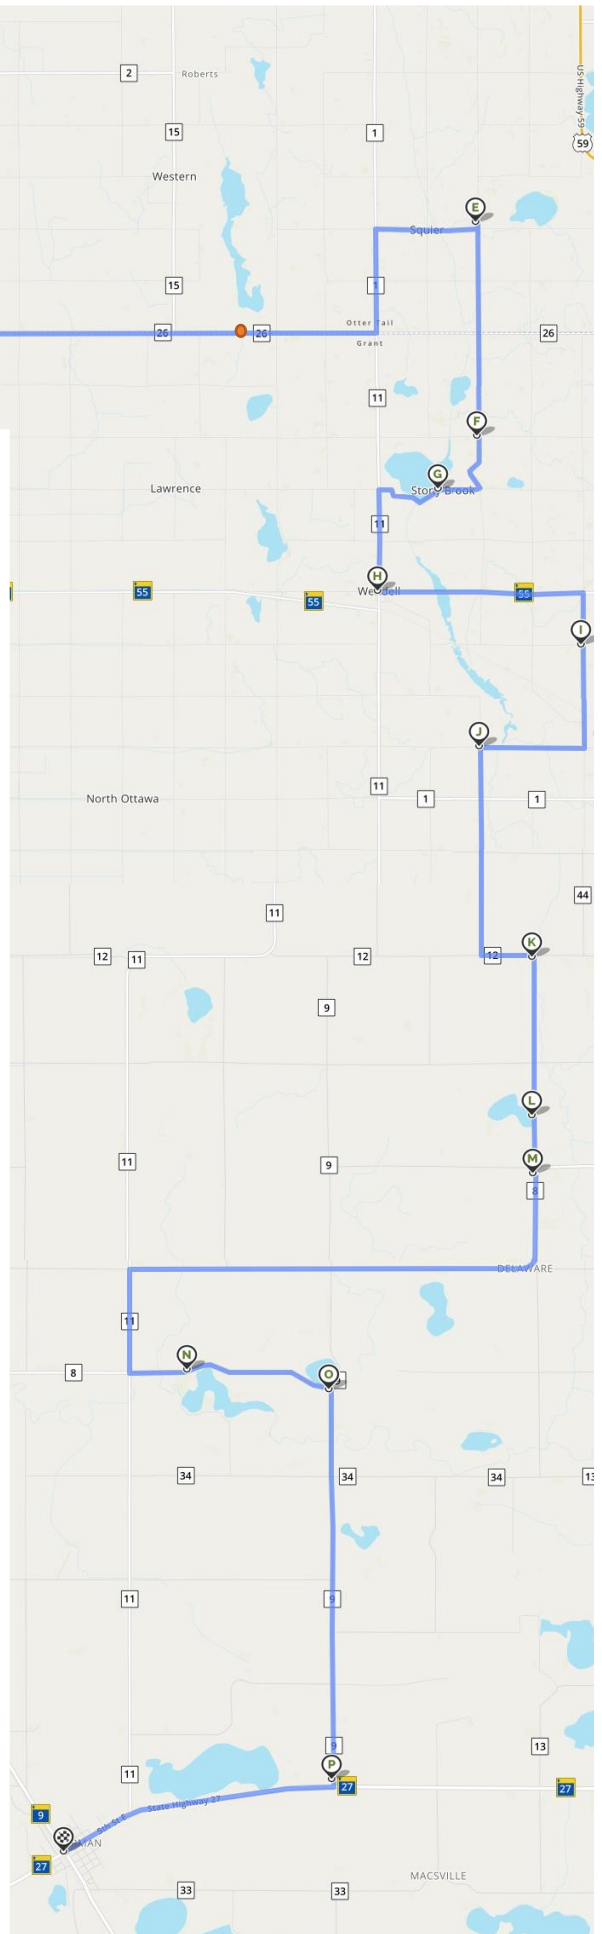 2
Roberts
US Highway 59
15
1
59
Western
E
Squier
15
1
26
26
Otter Tail
Grant
26
11
F
G
Lawrence
Stony Brook
11
H
55
55
Wendell
55
I
J
11
North Ottawa
1
1
44
11
K
12
11
12
12
9
L
11
9
M
8
DELAWARE
11
N
8
O
34
34
34
13
11
9
9
13
P
11
27
27
State Highway 27
9
5th St E
MAN
27
MACSVILLE
33
33